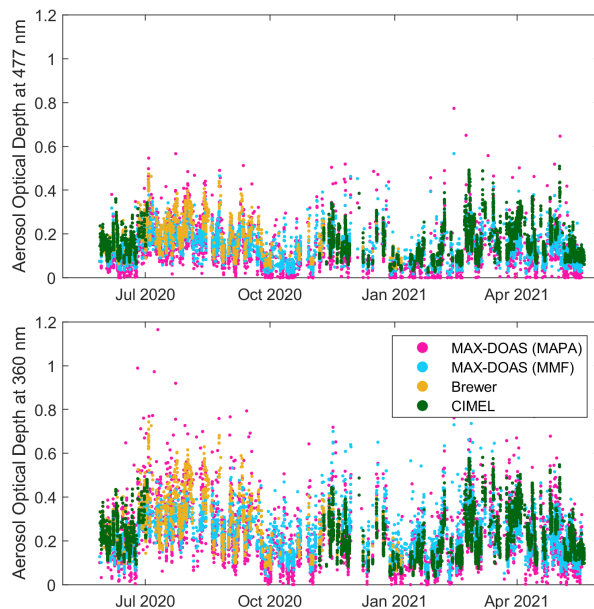 1.2
1
0.8
0.6
0.4
0.2
0
Aerosol Optical Depth at 477 nm
Jul 2020 Oct 2020 Jan 2021 Apr 2021
1.2
1
0.8
0.6
0.4
0.2
0
Aerosol Optical Depth at 360 nm
MAX-DOAS (MAPA)
MAX-DOAS (MMF)
Brewer
CIMEL
Jul 2020 Oct 2020 Jan 2021 Apr 2021